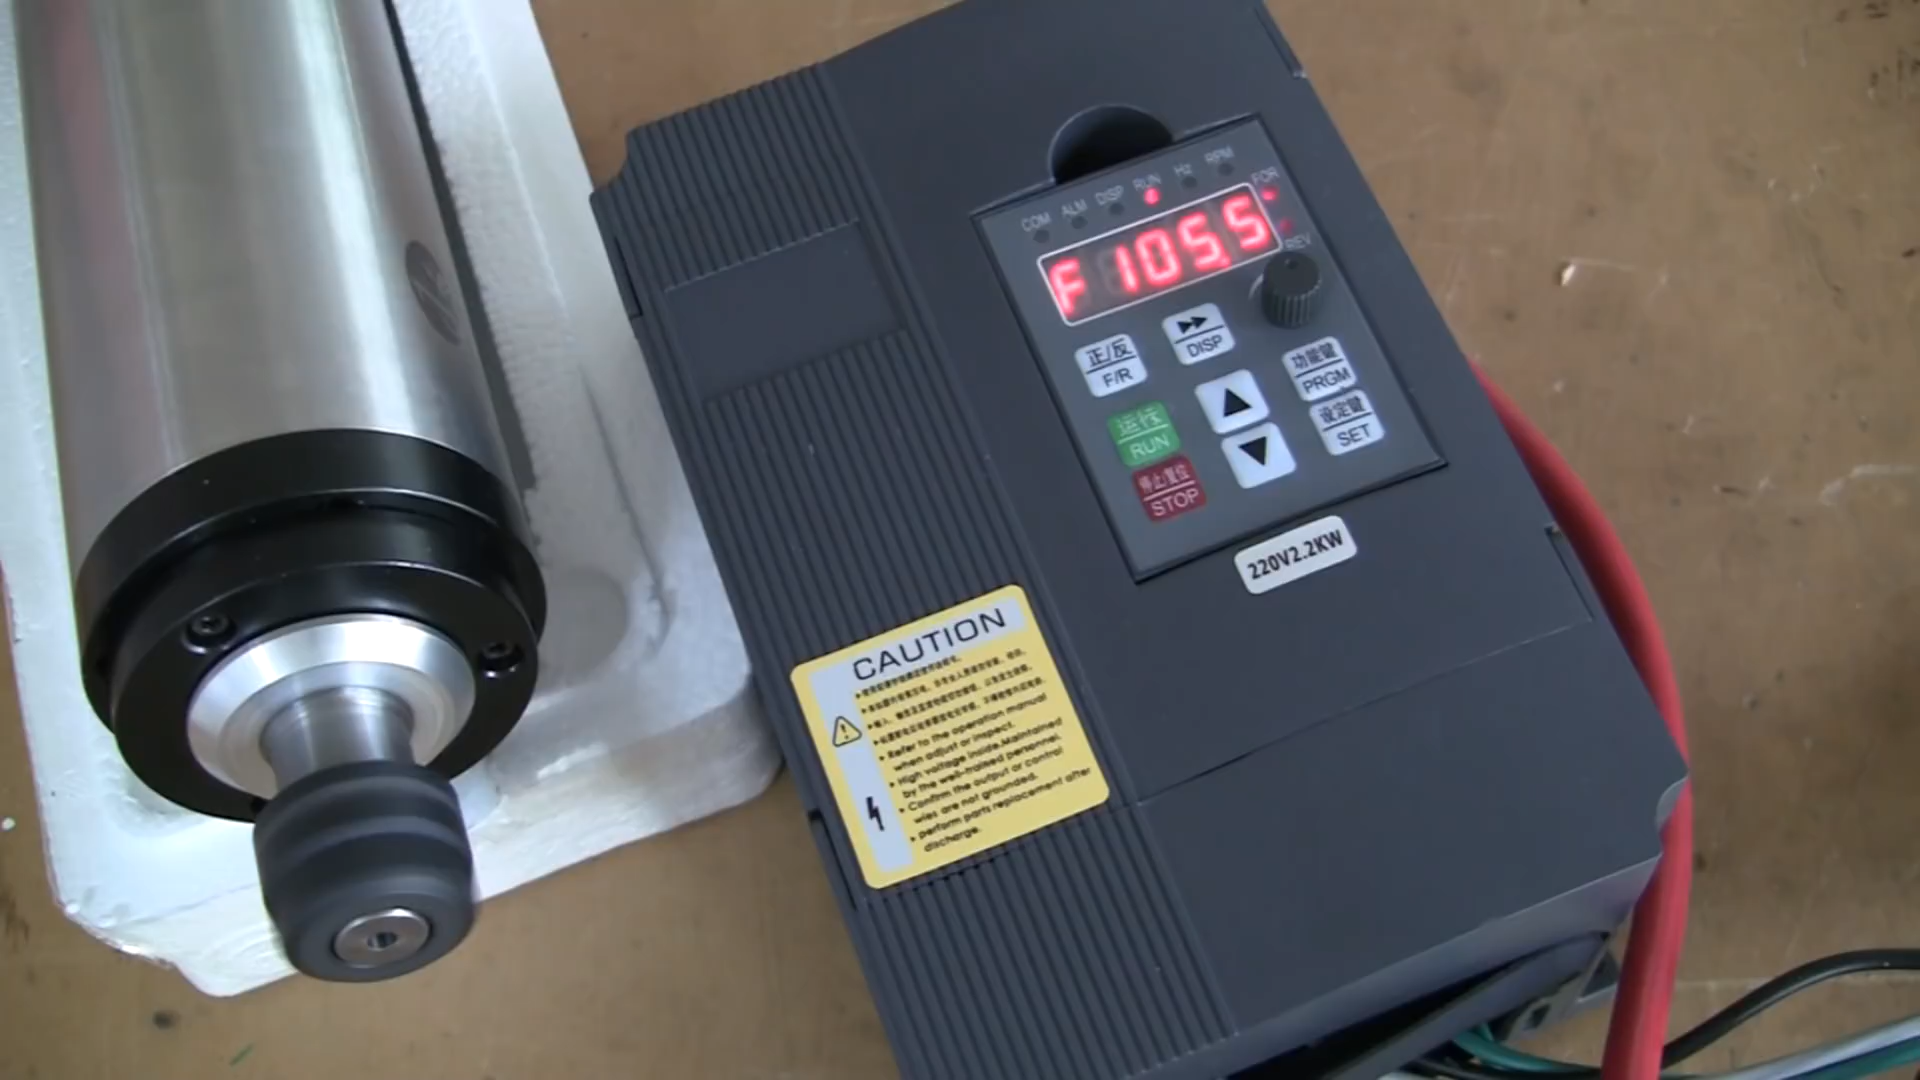 COM ALM DISP RUN Hz RPM
FOR
F 105.5
REV
正/反
F/R
▶▶
DISP
功能键
PRGM
运行
RUN
▲
设定键
SET
▼
停止/复位
STOP
220V2.2KW
CAUTION
▸ Refer to the operation manual
when adjust or inspect.
▸ High voltage inside.Maintained
by the well-trained personnel.
▸ Confirm the output or control
wies are not grounded.
▸ perform parts replacement after
discharge.